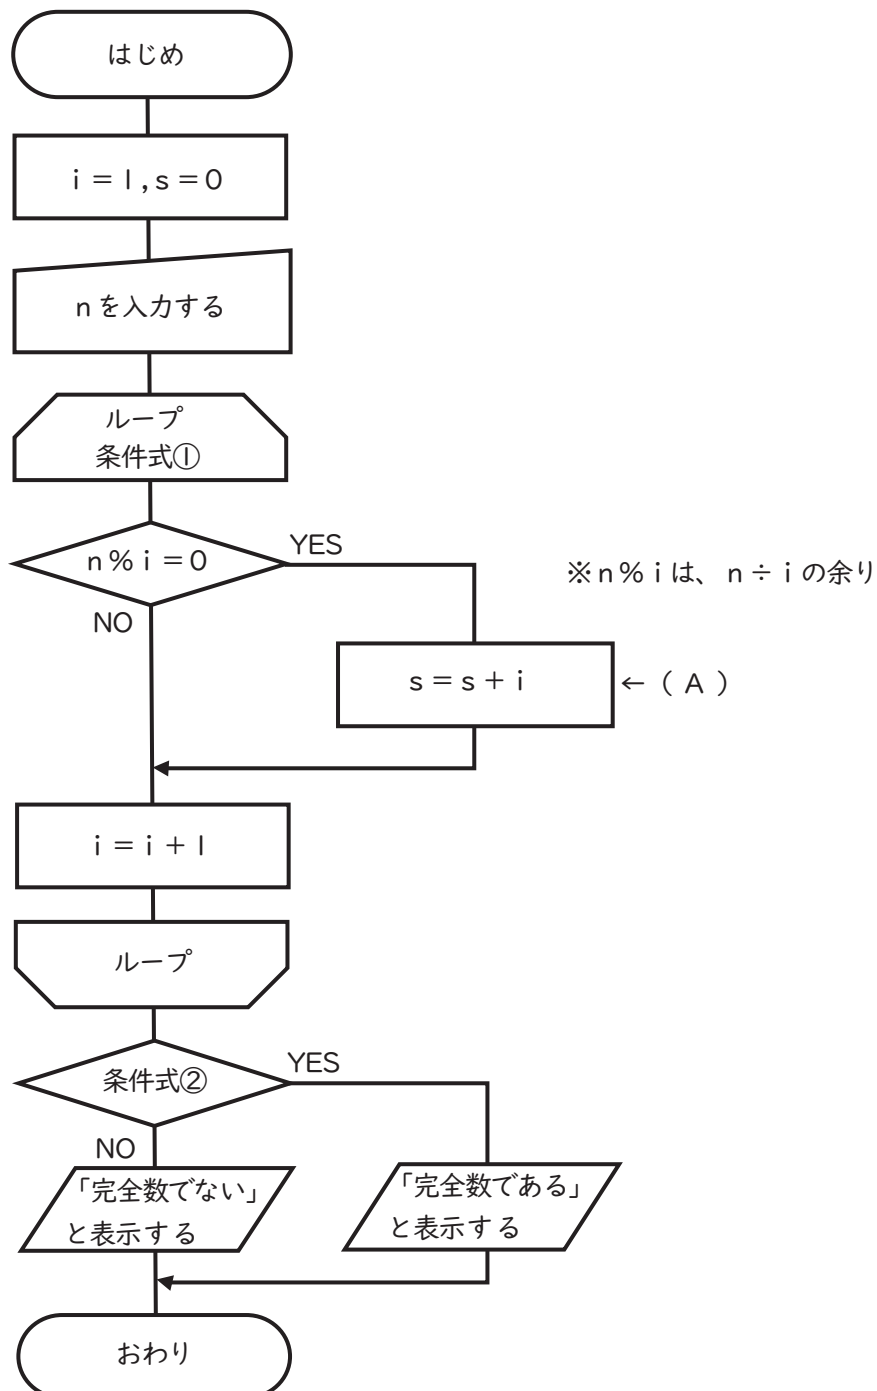 はじめ
i=1,s=0
nを入力する
ループ
条件式①
n%i=0
YES
※n%iは、n÷iの余り
NO
s=s+i
←(A)
i=i+1
ループ
条件式②
YES
NO
「完全数でない」
と表示する
「完全数である」
と表示する
おわり